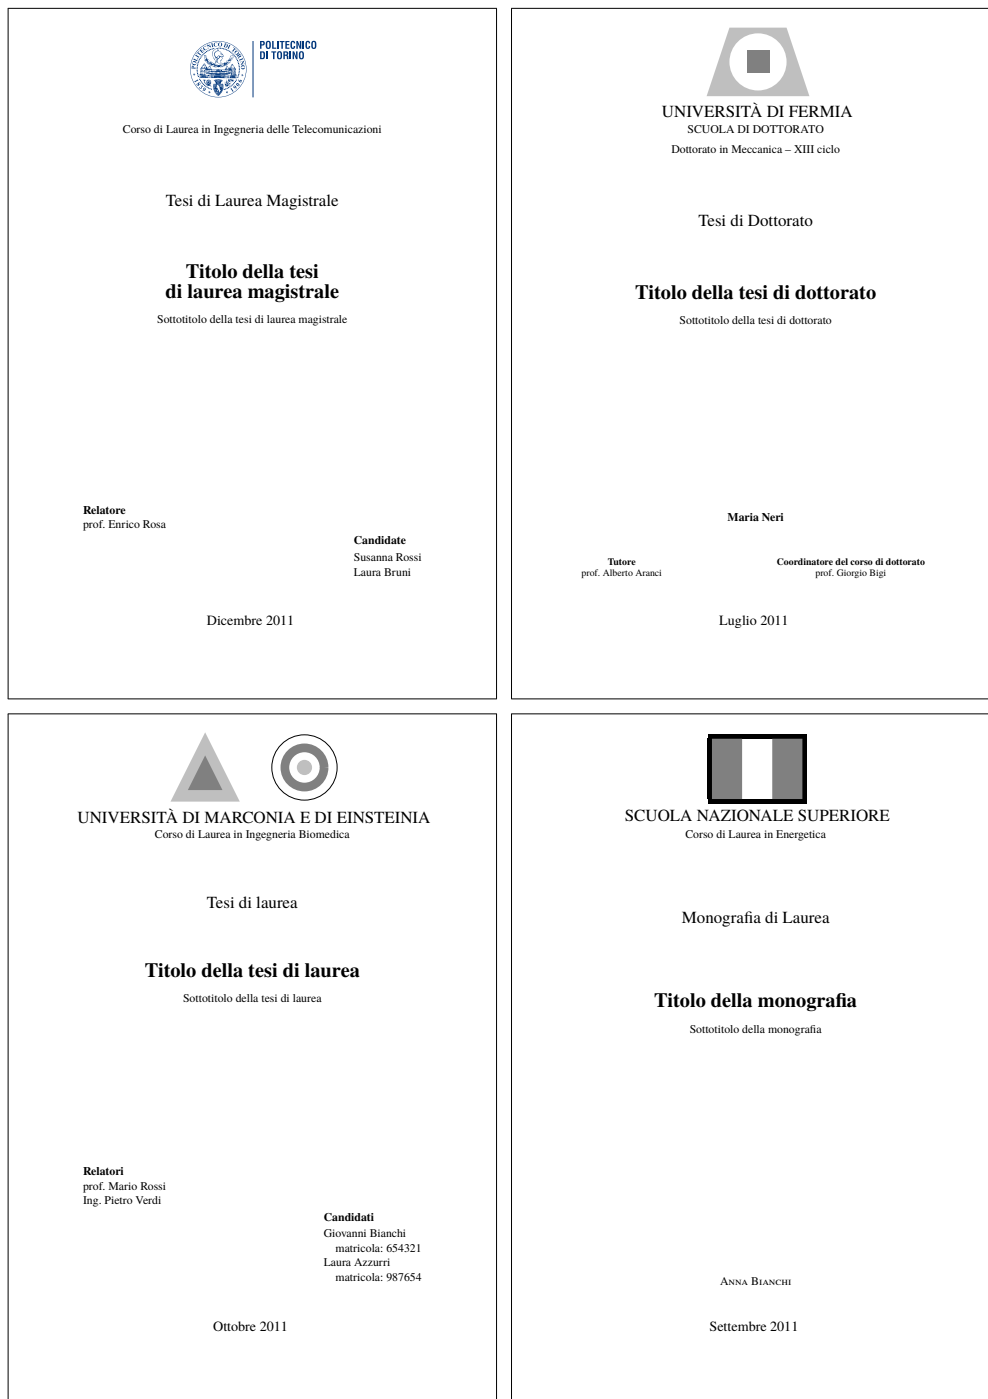 POLITECNICO
DI TORINO
Corso di Laurea in Ingegneria delle Telecomunicazioni
Tesi di Laurea Magistrale
Titolo della tesi
di laurea magistrale
Sottotitolo della tesi di laurea magistrale
Relatore
prof. Enrico Rosa
Candidate
Susanna Rossi
Laura Bruni
Dicembre 2011
UNIVERSITÀ DI FERMIA
SCUOLA DI DOTTORATO
Dottorato in Meccanica – XIII ciclo
Tesi di Dottorato
Titolo della tesi di dottorato
Sottotitolo della tesi di dottorato
Maria Neri
Tutore
prof. Alberto Aranci
Coordinatore del corso di dottorato
prof. Giorgio Bigi
Luglio 2011
UNIVERSITÀ DI MARCONIA E DI EINSTEINIA
Corso di Laurea in Ingegneria Biomedica
Tesi di laurea
Titolo della tesi di laurea
Sottotitolo della tesi di laurea
Relatori
prof. Mario Rossi
Ing. Pietro Verdi
Candidati
Giovanni Bianchi
matricola: 654321
Laura Azzurri
matricola: 987654
Ottobre 2011
SCUOLA NAZIONALE SUPERIORE
Corso di Laurea in Energetica
Monografia di Laurea
Titolo della monografia
Sottotitolo della monografia
Anna Bianchi
Settembre 2011